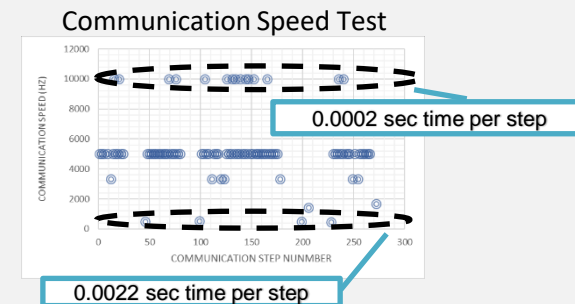 Communication Speed Test
12000
10000
8000
6000
4000
2000
0
COMMUNICATION SPEED (HZ)
0 50 100 150 200 250 300
COMMUNICATION STEP NUNMBER
0.0002 sec time per step
0.0022 sec time per step